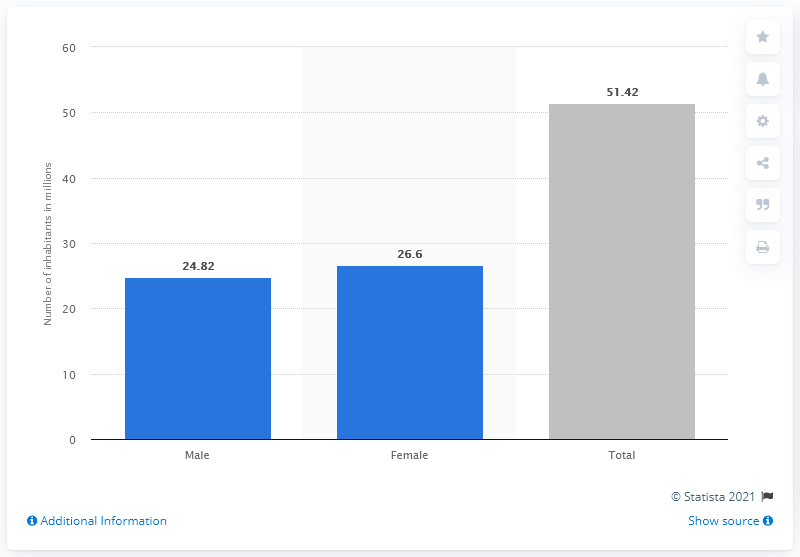 Number of inhabitants in millions
60
50
40
30
20
10
0
24.82
26.6
51.42
Male
Female
Total
© Statista 2021
Additional Information
Show source